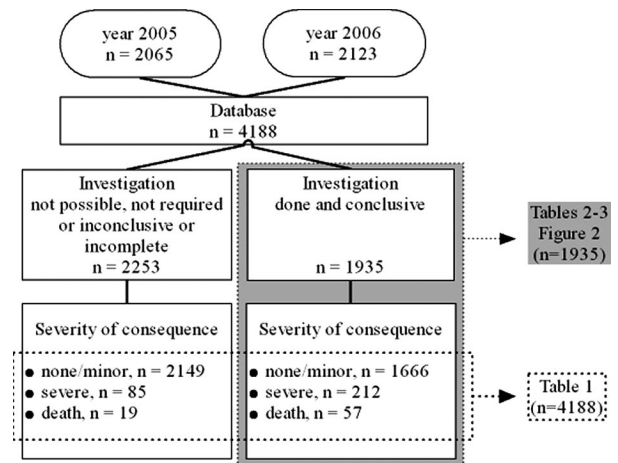 year 2005
n = 2065
year 2006
n = 2123
Database
n = 4188
Investigation
not possible, not required
or inconclusive or
incomplete
n = 2253
Investigation
done and conclusive
n = 1935
Tables 2-3
Figure 2
(n=1935)
Severity of consequence
● none/minor, n = 2149
● severe, n = 85
● death, n = 19
Severity of consequence
● none/minor, n = 1666
● severe, n = 212
● death, n = 57
Table 1
(n=4188)